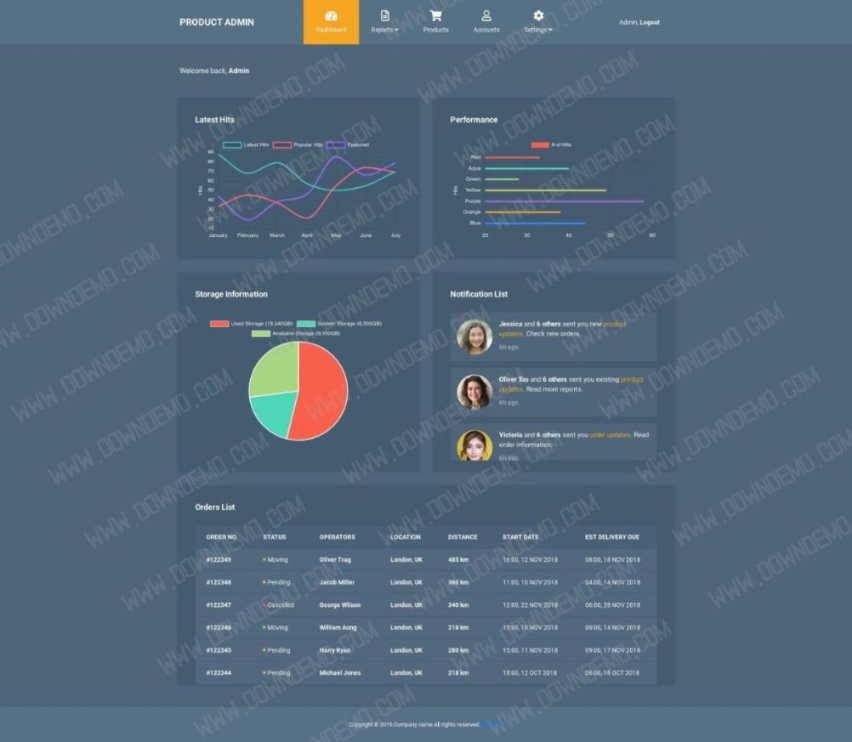 PRODUCT ADMIN
Dashboard
Reports
Products
Accounts
Settings
Admin, Logout
Welcome back, Admin
Latest Hits
Latest Hits Popular Hits Featured
Hits
90
80
70
60
50
40
30
20
10
January February March April May June July
Performance
# of Hits
Hits
Red
Aqua
Green
Yellow
Purple
Orange
Blue
20 30 40 50 60
Storage Information
Used Storage (18.240GB) System Storage (6.500GB)
Available Storage (9.150GB)
Notification List
Jessica and 6 others sent you new product
updates. Check new orders.
6h ago.
Oliver Too and 6 others sent you existing product
updates. Read more reports.
6h ago.
Victoria and 6 others sent you order updates. Read
order information.
6h ago.
Orders List
ORDER NO. STATUS OPERATORS LOCATION DISTANCE START DATE EST DELIVERY DUE
#122349 Moving Oliver Trag London, UK 485 km 16:00, 12 NOV 2018 08:00, 18 NOV 2018
#122348 Pending Jacob Miller London, UK 360 km 11:00, 10 NOV 2018 04:00, 14 NOV 2018
#122347 Cancelled George Wilson London, UK 340 km 12:00, 22 NOV 2018 06:00, 28 NOV 2018
#122346 Moving William Aung London, UK 218 km 15:00, 10 NOV 2018 09:00, 14 NOV 2018
#122345 Pending Harry Ryan London, UK 280 km 15:00, 11 NOV 2018 09:00, 17 NOV 2018
#122344 Pending Michael Jones London, UK 218 km 18:00, 12 OCT 2018 06:00, 18 OCT 2018
Copyright © 2019 Company name All rights reserved.
WWW.DOWNDEMO.COM